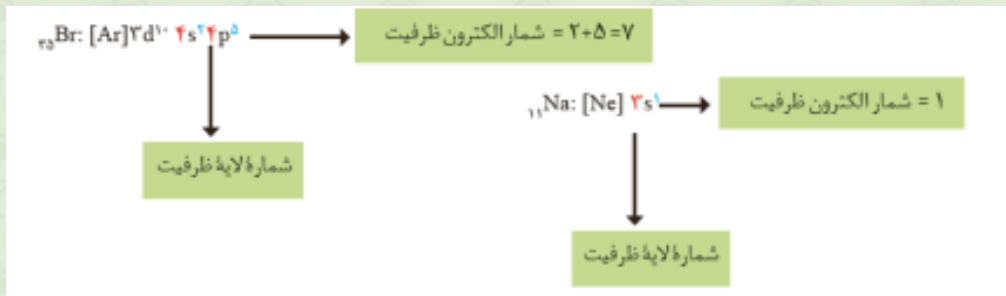 ₃₅Br: [Ar]۳d¹⁰ ۴s²۴p⁵
شمار الکترون ظرفیت = ۲+۵=۷
₁₁Na: [Ne] ۳s¹
شمار الکترون ظرفیت = ۱
شمارهٔ لایهٔ ظرفیت
شمارهٔ لایهٔ ظرفیت